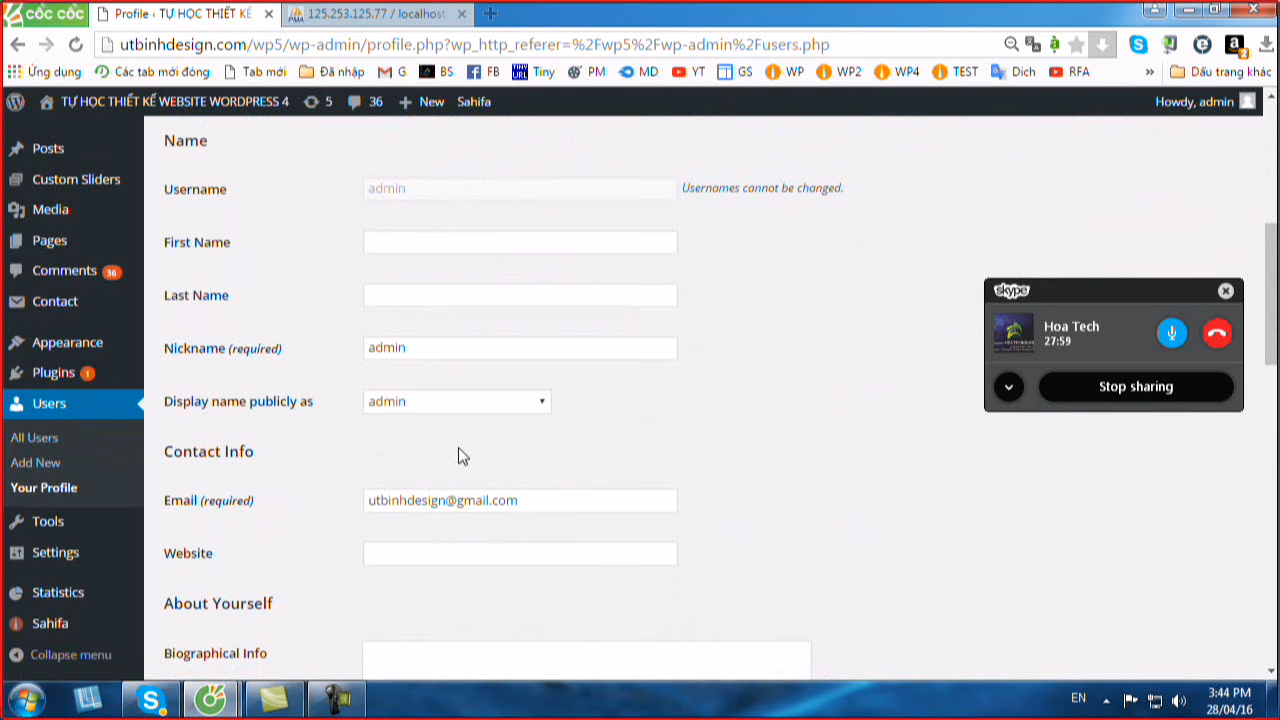 CỐC CỐC
Profile ‹ TỰ HỌC THIẾT KẾ
125.253.125.77 / localhost
utbinhdesign.com/wp5/wp-admin/profile.php?wp_http_referer=%2Fwp5%2Fwp-admin%2Fusers.php
Ứng dụng Các tab mới đóng Tab mới Đã nhập G BS FB Tiny PM MD YT GS WP WP2 WP4 TEST Dich RFA » Dấu trang khác
TỰ HỌC THIẾT KẾ WEBSITE WORDPRESS 4 5 36 New Sahifa Howdy, admin
Posts
Custom Sliders
Media
Pages
Comments 36
Contact
Appearance
Plugins 1
Users
All Users
Add New
Your Profile
Tools
Settings
Statistics
Sahifa
Collapse menu
Name
Username admin Usernames cannot be changed.
First Name
Last Name
Nickname (required) admin
Display name publicly as admin
Contact Info
Email (required) utbinhdesign@gmail.com
Website
About Yourself
Biographical Info
skype
Hoa Tech
27:59
Stop sharing
EN
3:44 PM
28/04/16